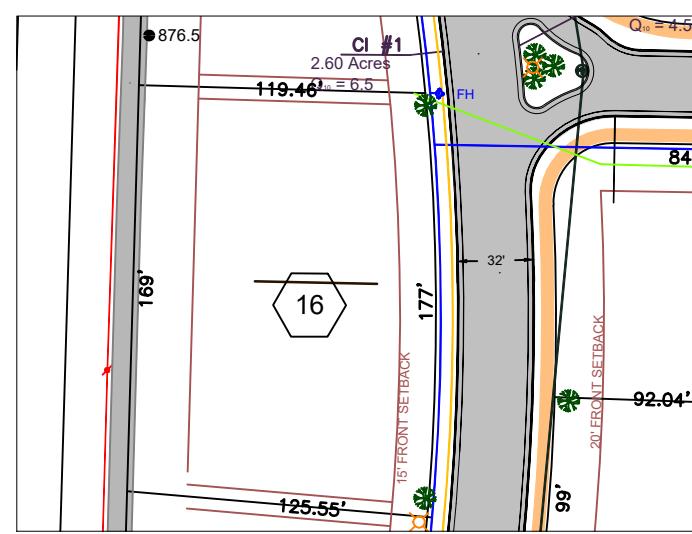 876.5
CI #1
2.60 Acres
Q₁₀ = 6.5
Q₁₀ = 4.5
119.46'
FH
84
169'
16
177'
32'
15' FRONT SETBACK
20' FRONT SETBACK
92.04'
125.55'
99'